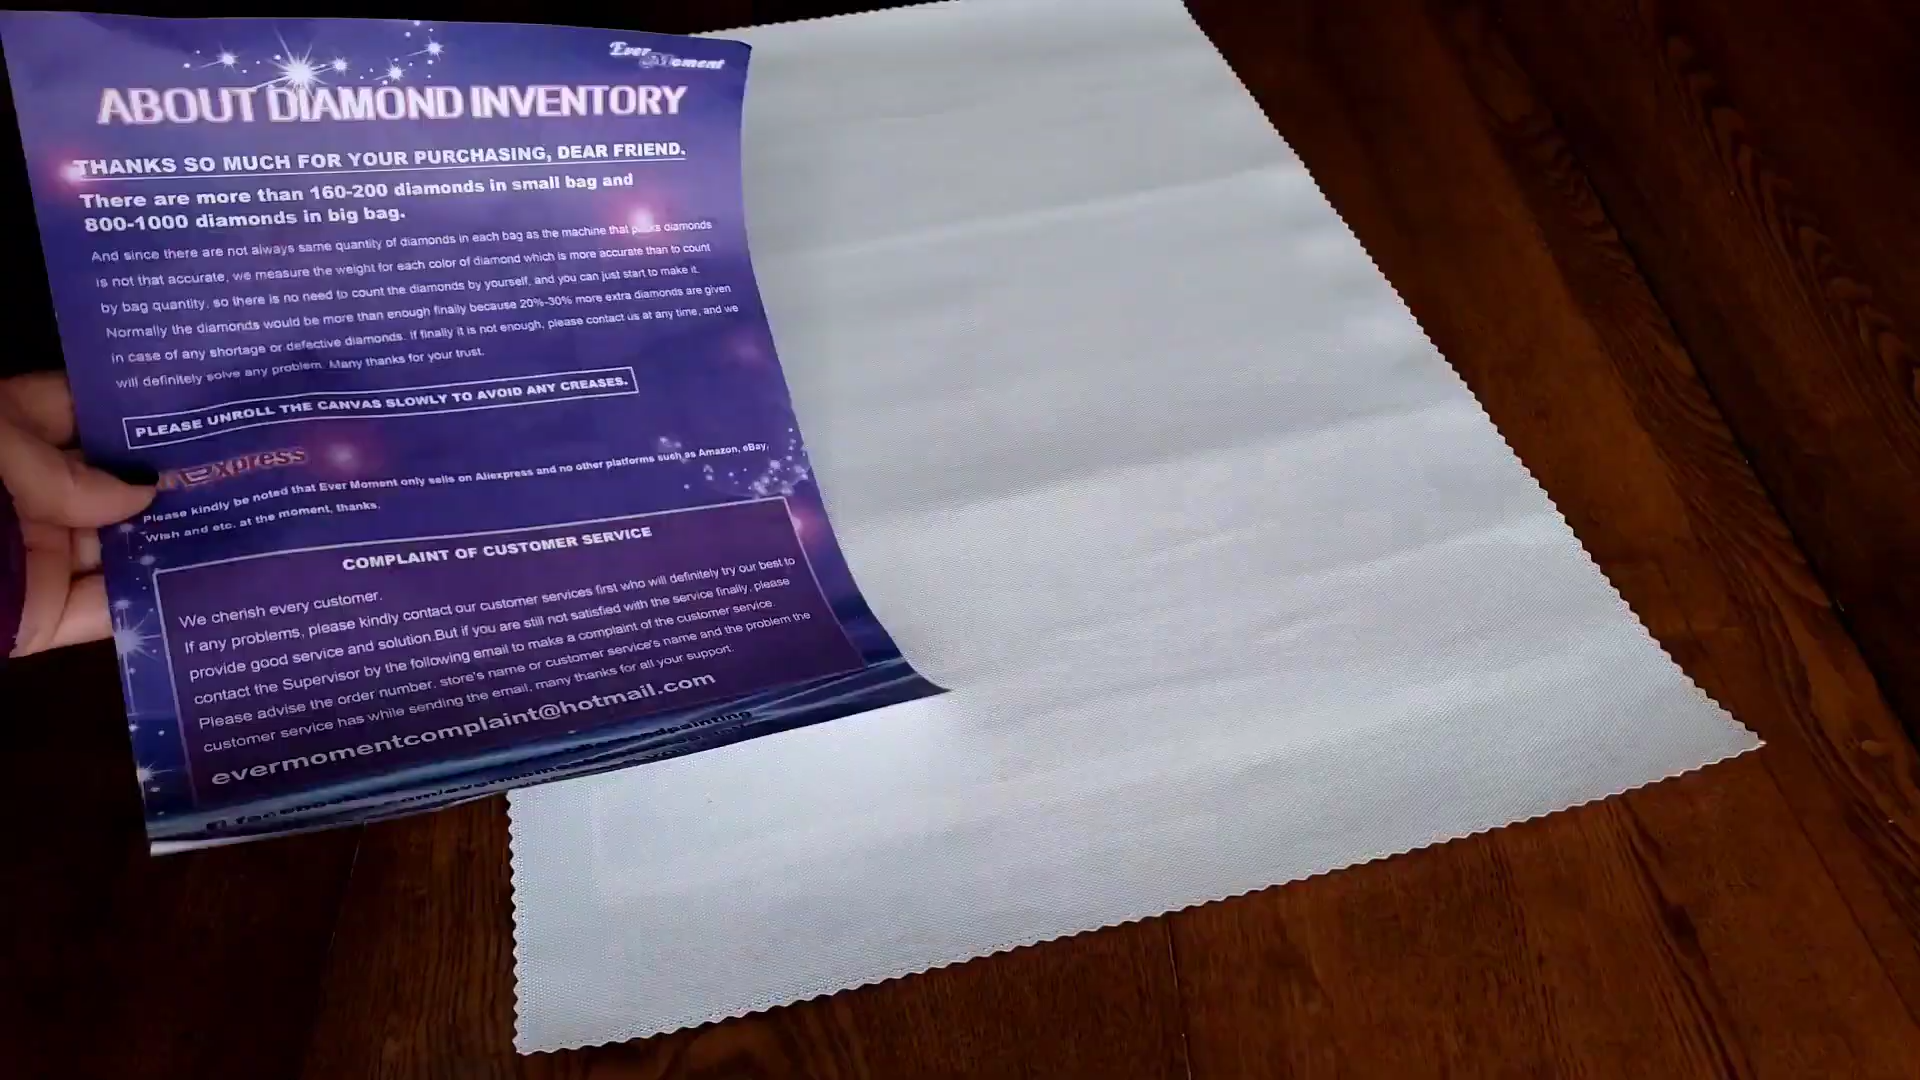 Ever Moment
ABOUT DIAMOND INVENTORY
THANKS SO MUCH FOR YOUR PURCHASING, DEAR FRIEND.
There are more than 160-200 diamonds in small bag and
800-1000 diamonds in big bag.
And since there are not always same quantity of diamonds in each bag as the machine that packs diamonds
is not that accurate, we measure the weight for each color of diamond which is more accurate than to count
by bag quantity, so there is no need to count the diamonds by yourself, and you can just start to make it.
Normally the diamonds would be more than enough finally because 20%-30% more extra diamonds are given
in case of any shortage or defective diamonds. If finally it is not enough, please contact us at any time, and we
will definitely solve any problem. Many thanks for your trust.
PLEASE UNROLL THE CANVAS SLOWLY TO AVOID ANY CREASES.
Express
Please kindly be noted that Ever Moment only sells on Aliexpress and no other platforms such as Amazon, eBay,
Wish and etc. at the moment, thanks.
COMPLAINT OF CUSTOMER SERVICE
We cherish every customer.
If any problems, please kindly contact our customer services first who will definitely try our best to
provide good service and solution.But if you are still not satisfied with the service finally, please
contact the Supervisor by the following email to make a complaint of the customer service.
Please advise the order number, store's name or customer service's name and the problem the
customer service has while sending the email, many thanks for all your support.
evermomentcomplaint@hotmail.com